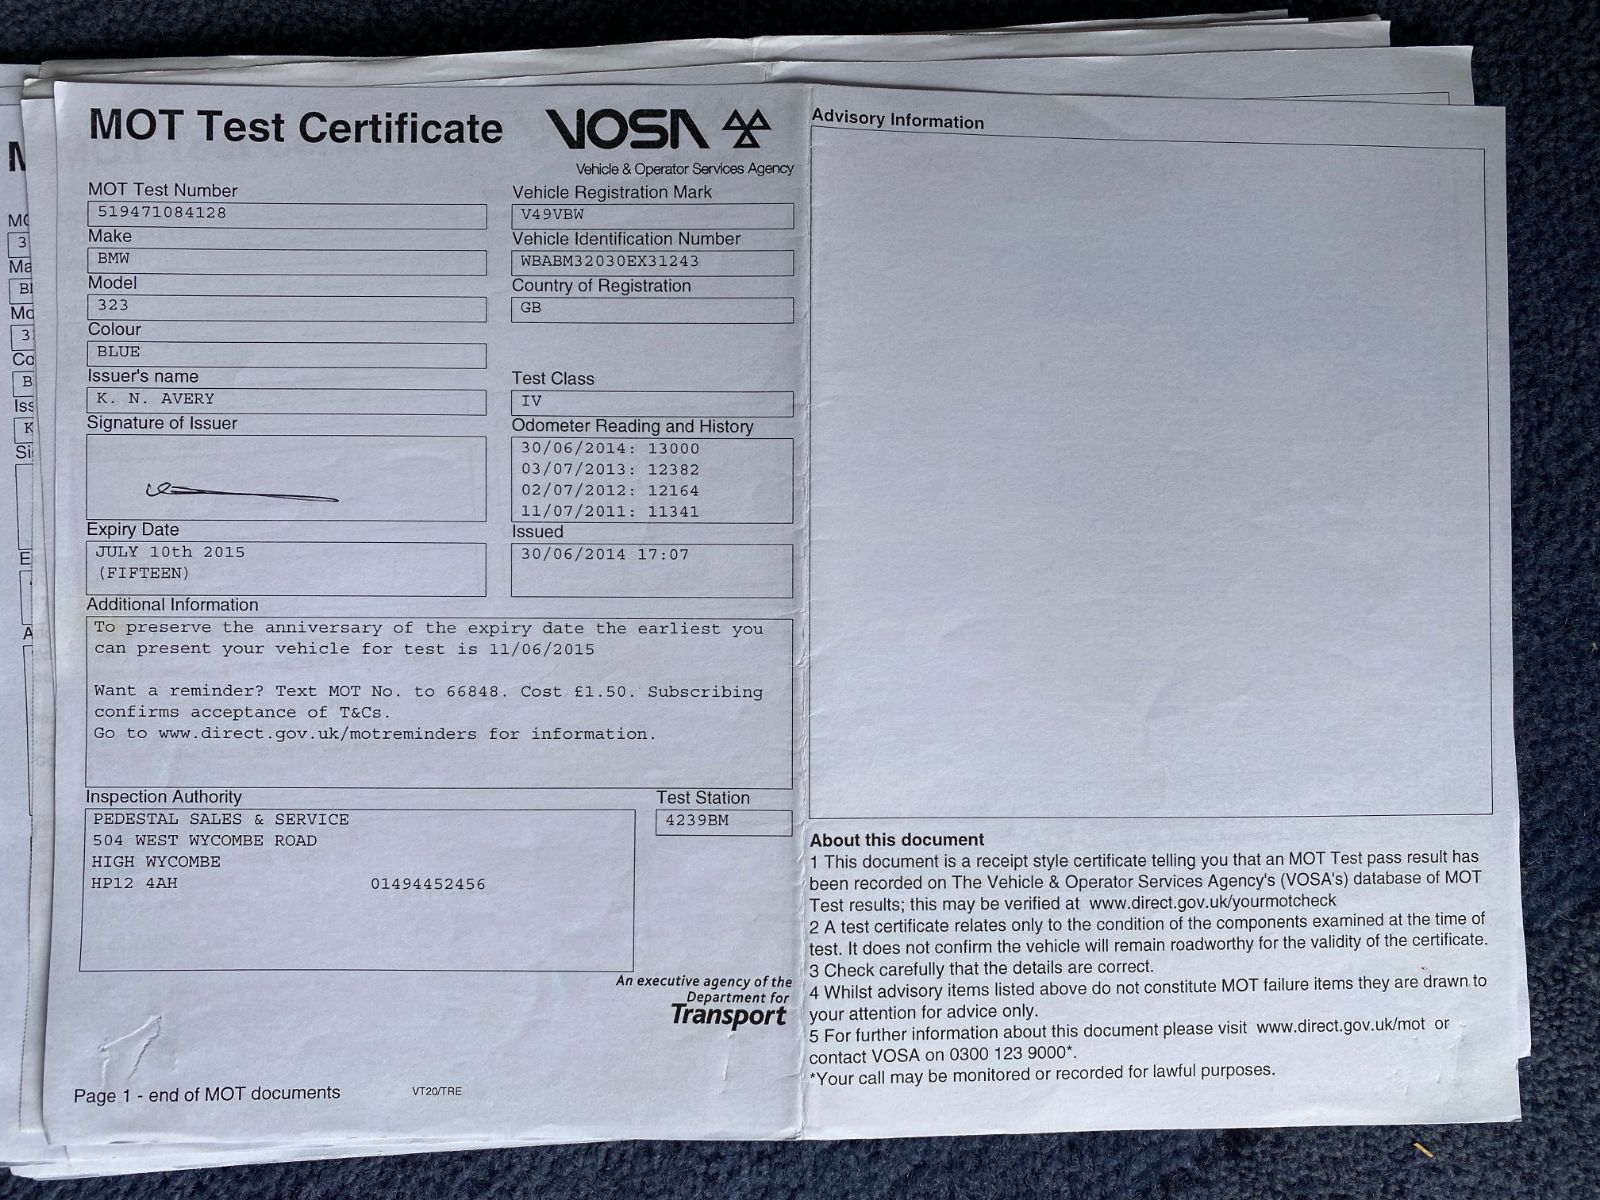 MOT Test Certificate
VOSA
Vehicle & Operator Services Agency
MOT Test Number
519471084128
Vehicle Registration Mark
V49VBW
Make
BMW
Vehicle Identification Number
WBABM32030EX31243
Model
323
Country of Registration
GB
Colour
BLUE
Issuer's name
K. N. AVERY
Test Class
IV
Signature of Issuer
Odometer Reading and History
30/06/2014: 13000
03/07/2013: 12382
02/07/2012: 12164
11/07/2011: 11341
Expiry Date
JULY 10th 2015
(FIFTEEN)
Issued
30/06/2014 17:07
Additional Information
To preserve the anniversary of the expiry date the earliest you
can present your vehicle for test is 11/06/2015
Want a reminder? Text MOT No. to 66848. Cost £1.50. Subscribing
confirms acceptance of T&Cs.
Go to www.direct.gov.uk/motreminders for information.
Inspection Authority
PEDESTAL SALES & SERVICE
504 WEST WYCOMBE ROAD
HIGH WYCOMBE
HP12 4AH 01494452456
Test Station
4239BM
An executive agency of the
Department for
Transport
Page 1 - end of MOT documents
VT20/TRE
Advisory Information
About this document
1 This document is a receipt style certificate telling you that an MOT Test pass result has
been recorded on The Vehicle & Operator Services Agency's (VOSA's) database of MOT
Test results; this may be verified at www.direct.gov.uk/yourmotcheck
2 A test certificate relates only to the condition of the components examined at the time of
test. It does not confirm the vehicle will remain roadworthy for the validity of the certificate.
3 Check carefully that the details are correct.
4 Whilst advisory items listed above do not constitute MOT failure items they are drawn to
your attention for advice only.
5 For further information about this document please visit www.direct.gov.uk/mot or
contact VOSA on 0300 123 9000*.
*Your call may be monitored or recorded for lawful purposes.